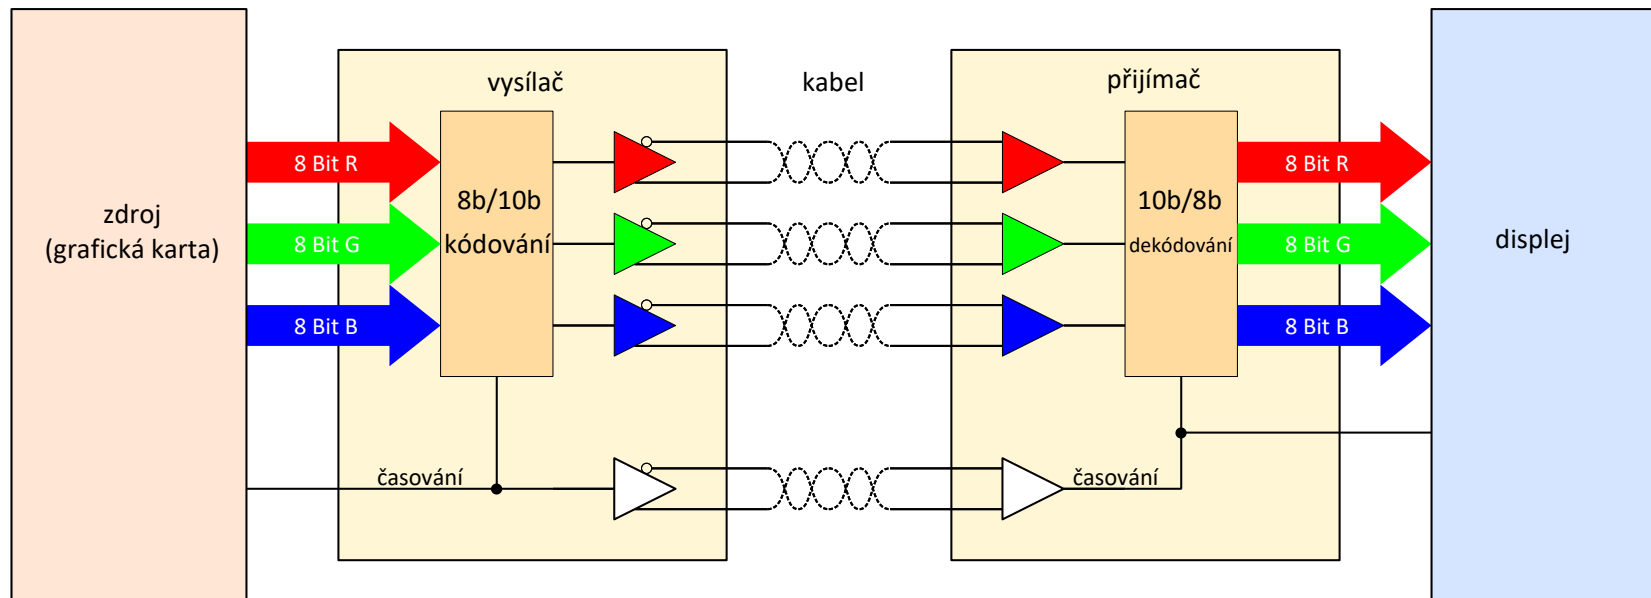 zdroj
(grafická karta)
8 Bit R
8 Bit G
8 Bit B
časování
vysílač
8b/10b
kódování
kabel
přijímač
10b/8b
dekódování
časování
8 Bit R
8 Bit G
8 Bit B
displej